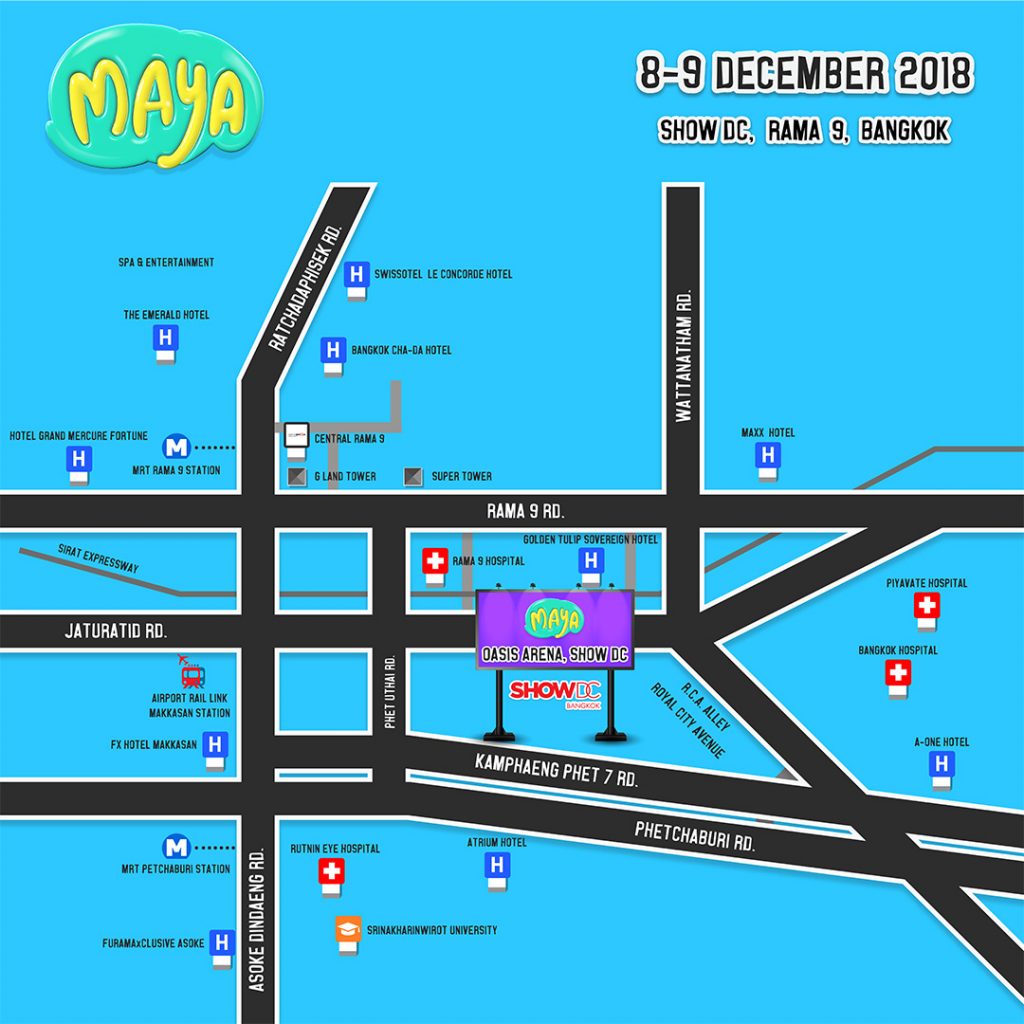 MAYA
8-9 DECEMBER 2018
SHOW DC, RAMA 9, BANGKOK
RATCHADAPHISEK RD.
SPA & ENTERTAINMENT
H SWISSOTEL LE CONCORDE HOTEL
WATTANATHAM RD.
THE EMERALD HOTEL
H
H BANGKOK CHA-DA HOTEL
HOTEL GRAND MERCURE FORTUNE
H
M
MRT RAMA 9 STATION
CENTRAL RAMA 9
MAXX HOTEL
H
G LAND TOWER
SUPER TOWER
RAMA 9 RD.
SIRAT EXPRESSWAY
RAMA 9 HOSPITAL
GOLDEN TULIP SOVEREIGN HOTEL
H
PIYAVATE HOSPITAL
JATURATID RD.
MAYA
OASIS ARENA, SHOW DC
SHOWDC
BANGKOK
BANGKOK HOSPITAL
AIRPORT RAIL LINK
MAKKASAN STATION
PHET UTHAI RD.
R.C.A. ALLEY
ROYAL CITY AVENUE
FX HOTEL MAKKASAN H
A-ONE HOTEL
H
KAMPHAENG PHET 7 RD.
PHETCHABURI RD.
M
MRT PETCHABURI STATION
ASOKE DINDAENG RD.
RUTNIN EYE HOSPITAL
ATRIUM HOTEL
H
SRINAKHARINWIROT UNIVERSITY
FURAMAxCLUSIVE ASOKE H